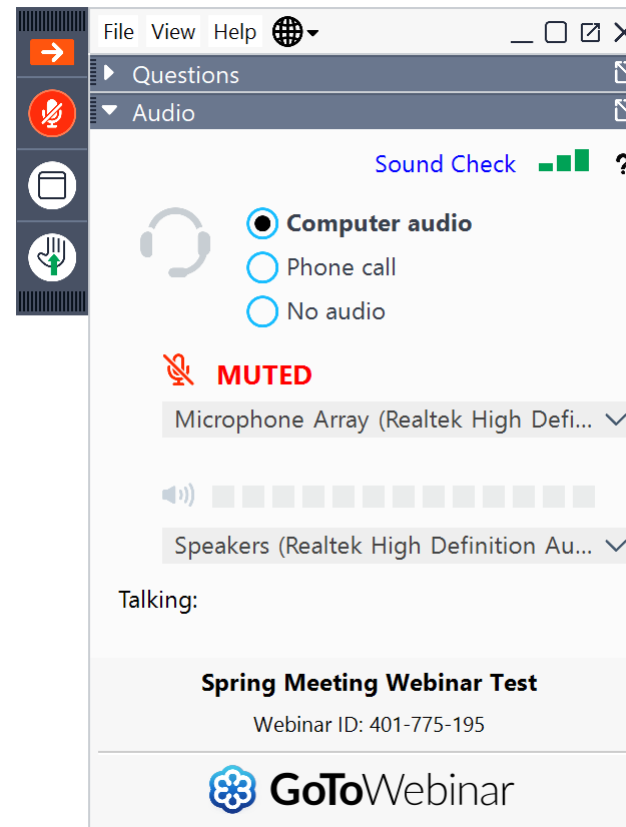 File View Help
Questions
Audio
Sound Check ?
Computer audio
Phone call
No audio
MUTED
Microphone Array (Realtek High Defi...
Speakers (Realtek High Definition Au...
Talking:
Spring Meeting Webinar Test
Webinar ID: 401-775-195
GoToWebinar